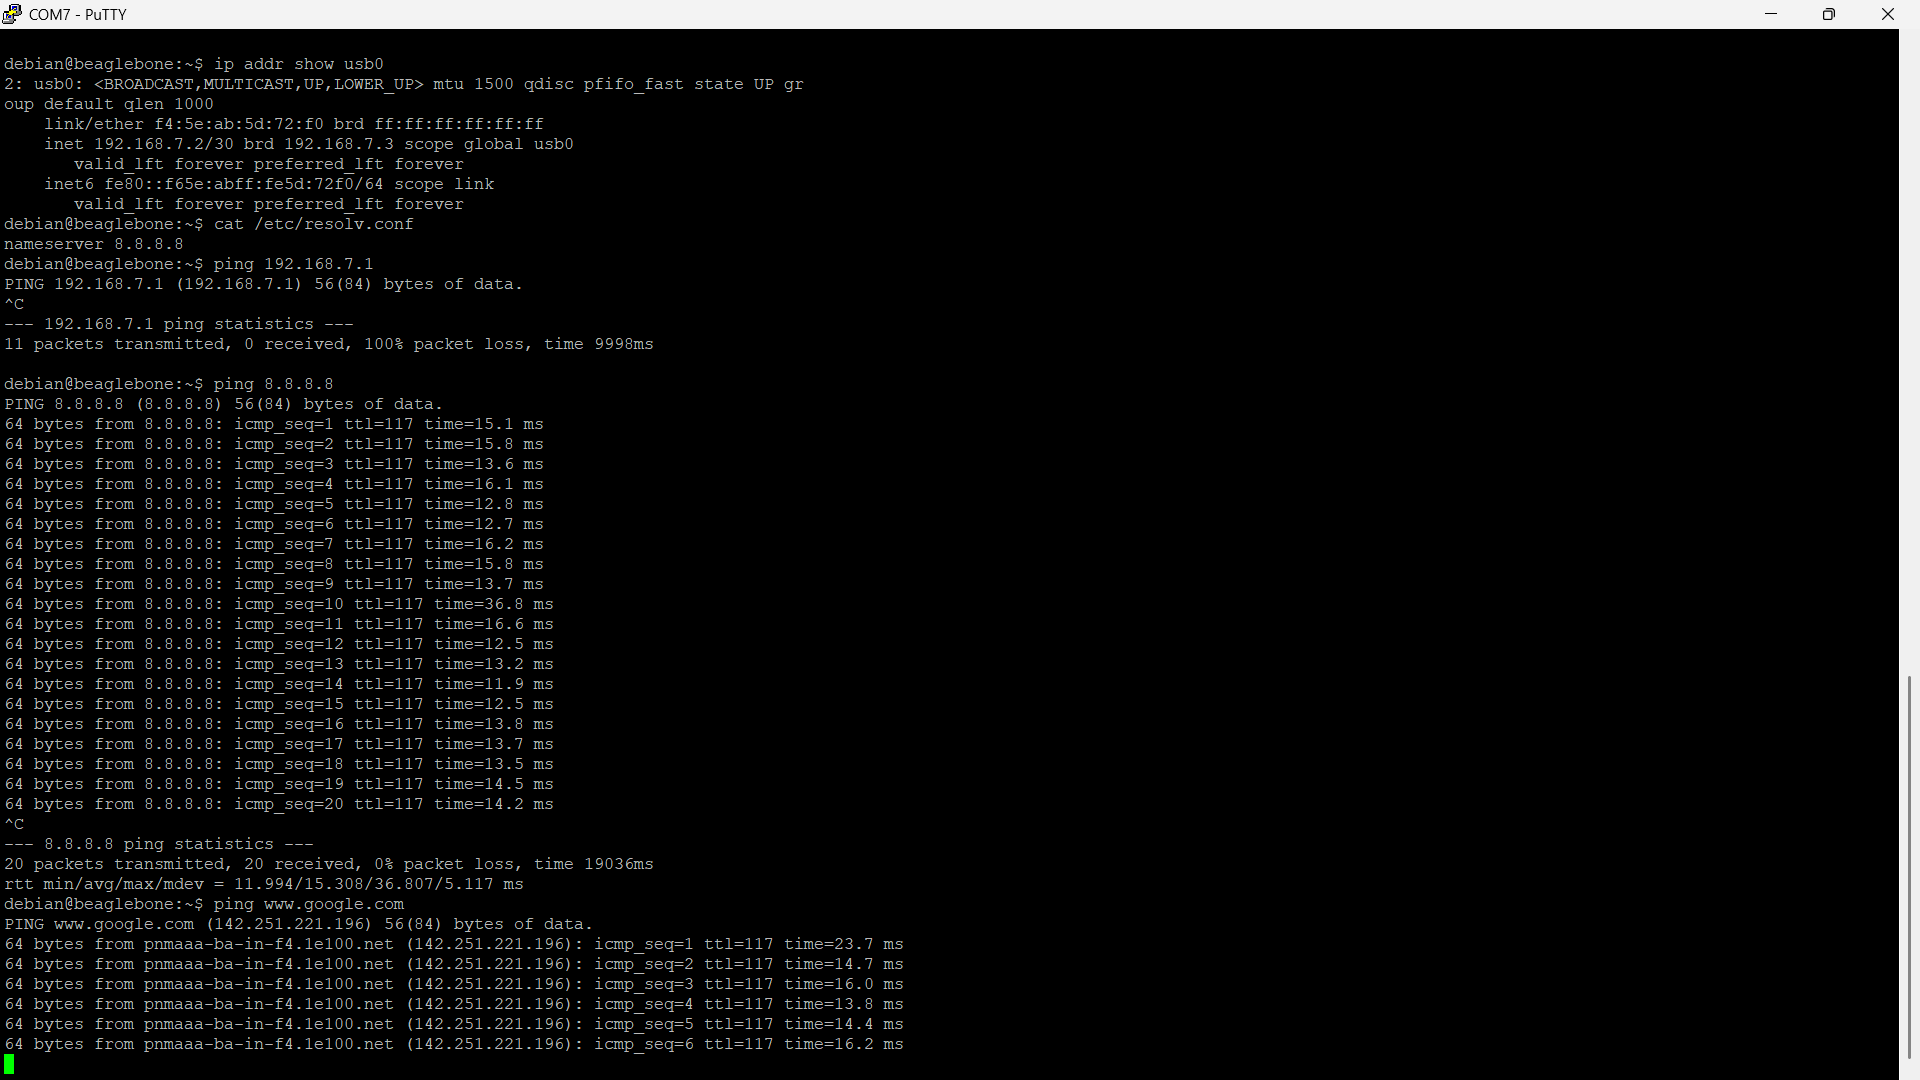 COM7 - PuTTY
debian@beaglebone:~$ ip addr show usb0
2: usb0: <BROADCAST,MULTICAST,UP,LOWER_UP> mtu 1500 qdisc pfifo_fast state UP gr
oup default qlen 1000
    link/ether f4:5e:ab:5d:72:f0 brd ff:ff:ff:ff:ff:ff
    inet 192.168.7.2/30 brd 192.168.7.3 scope global usb0
       valid_lft forever preferred_lft forever
    inet6 fe80::f65e:abff:fe5d:72f0/64 scope link
       valid_lft forever preferred_lft forever
debian@beaglebone:~$ cat /etc/resolv.conf
nameserver 8.8.8.8
debian@beaglebone:~$ ping 192.168.7.1
PING 192.168.7.1 (192.168.7.1) 56(84) bytes of data.
^C
--- 192.168.7.1 ping statistics ---
11 packets transmitted, 0 received, 100% packet loss, time 9998ms
debian@beaglebone:~$ ping 8.8.8.8
PING 8.8.8.8 (8.8.8.8) 56(84) bytes of data.
64 bytes from 8.8.8.8: icmp_seq=1 ttl=117 time=15.1 ms
64 bytes from 8.8.8.8: icmp_seq=2 ttl=117 time=15.8 ms
64 bytes from 8.8.8.8: icmp_seq=3 ttl=117 time=13.6 ms
64 bytes from 8.8.8.8: icmp_seq=4 ttl=117 time=16.1 ms
64 bytes from 8.8.8.8: icmp_seq=5 ttl=117 time=12.8 ms
64 bytes from 8.8.8.8: icmp_seq=6 ttl=117 time=12.7 ms
64 bytes from 8.8.8.8: icmp_seq=7 ttl=117 time=16.2 ms
64 bytes from 8.8.8.8: icmp_seq=8 ttl=117 time=15.8 ms
64 bytes from 8.8.8.8: icmp_seq=9 ttl=117 time=13.7 ms
64 bytes from 8.8.8.8: icmp_seq=10 ttl=117 time=36.8 ms
64 bytes from 8.8.8.8: icmp_seq=11 ttl=117 time=16.6 ms
64 bytes from 8.8.8.8: icmp_seq=12 ttl=117 time=12.5 ms
64 bytes from 8.8.8.8: icmp_seq=13 ttl=117 time=13.2 ms
64 bytes from 8.8.8.8: icmp_seq=14 ttl=117 time=11.9 ms
64 bytes from 8.8.8.8: icmp_seq=15 ttl=117 time=12.5 ms
64 bytes from 8.8.8.8: icmp_seq=16 ttl=117 time=13.8 ms
64 bytes from 8.8.8.8: icmp_seq=17 ttl=117 time=13.7 ms
64 bytes from 8.8.8.8: icmp_seq=18 ttl=117 time=13.5 ms
64 bytes from 8.8.8.8: icmp_seq=19 ttl=117 time=14.5 ms
64 bytes from 8.8.8.8: icmp_seq=20 ttl=117 time=14.2 ms
^C
--- 8.8.8.8 ping statistics ---
20 packets transmitted, 20 received, 0% packet loss, time 19036ms
rtt min/avg/max/mdev = 11.994/15.308/36.807/5.117 ms
debian@beaglebone:~$ ping www.google.com
PING www.google.com (142.251.221.196) 56(84) bytes of data.
64 bytes from pnmaaa-ba-in-f4.1e100.net (142.251.221.196): icmp_seq=1 ttl=117 time=23.7 ms
64 bytes from pnmaaa-ba-in-f4.1e100.net (142.251.221.196): icmp_seq=2 ttl=117 time=14.7 ms
64 bytes from pnmaaa-ba-in-f4.1e100.net (142.251.221.196): icmp_seq=3 ttl=117 time=16.0 ms
64 bytes from pnmaaa-ba-in-f4.1e100.net (142.251.221.196): icmp_seq=4 ttl=117 time=13.8 ms
64 bytes from pnmaaa-ba-in-f4.1e100.net (142.251.221.196): icmp_seq=5 ttl=117 time=14.4 ms
64 bytes from pnmaaa-ba-in-f4.1e100.net (142.251.221.196): icmp_seq=6 ttl=117 time=16.2 ms